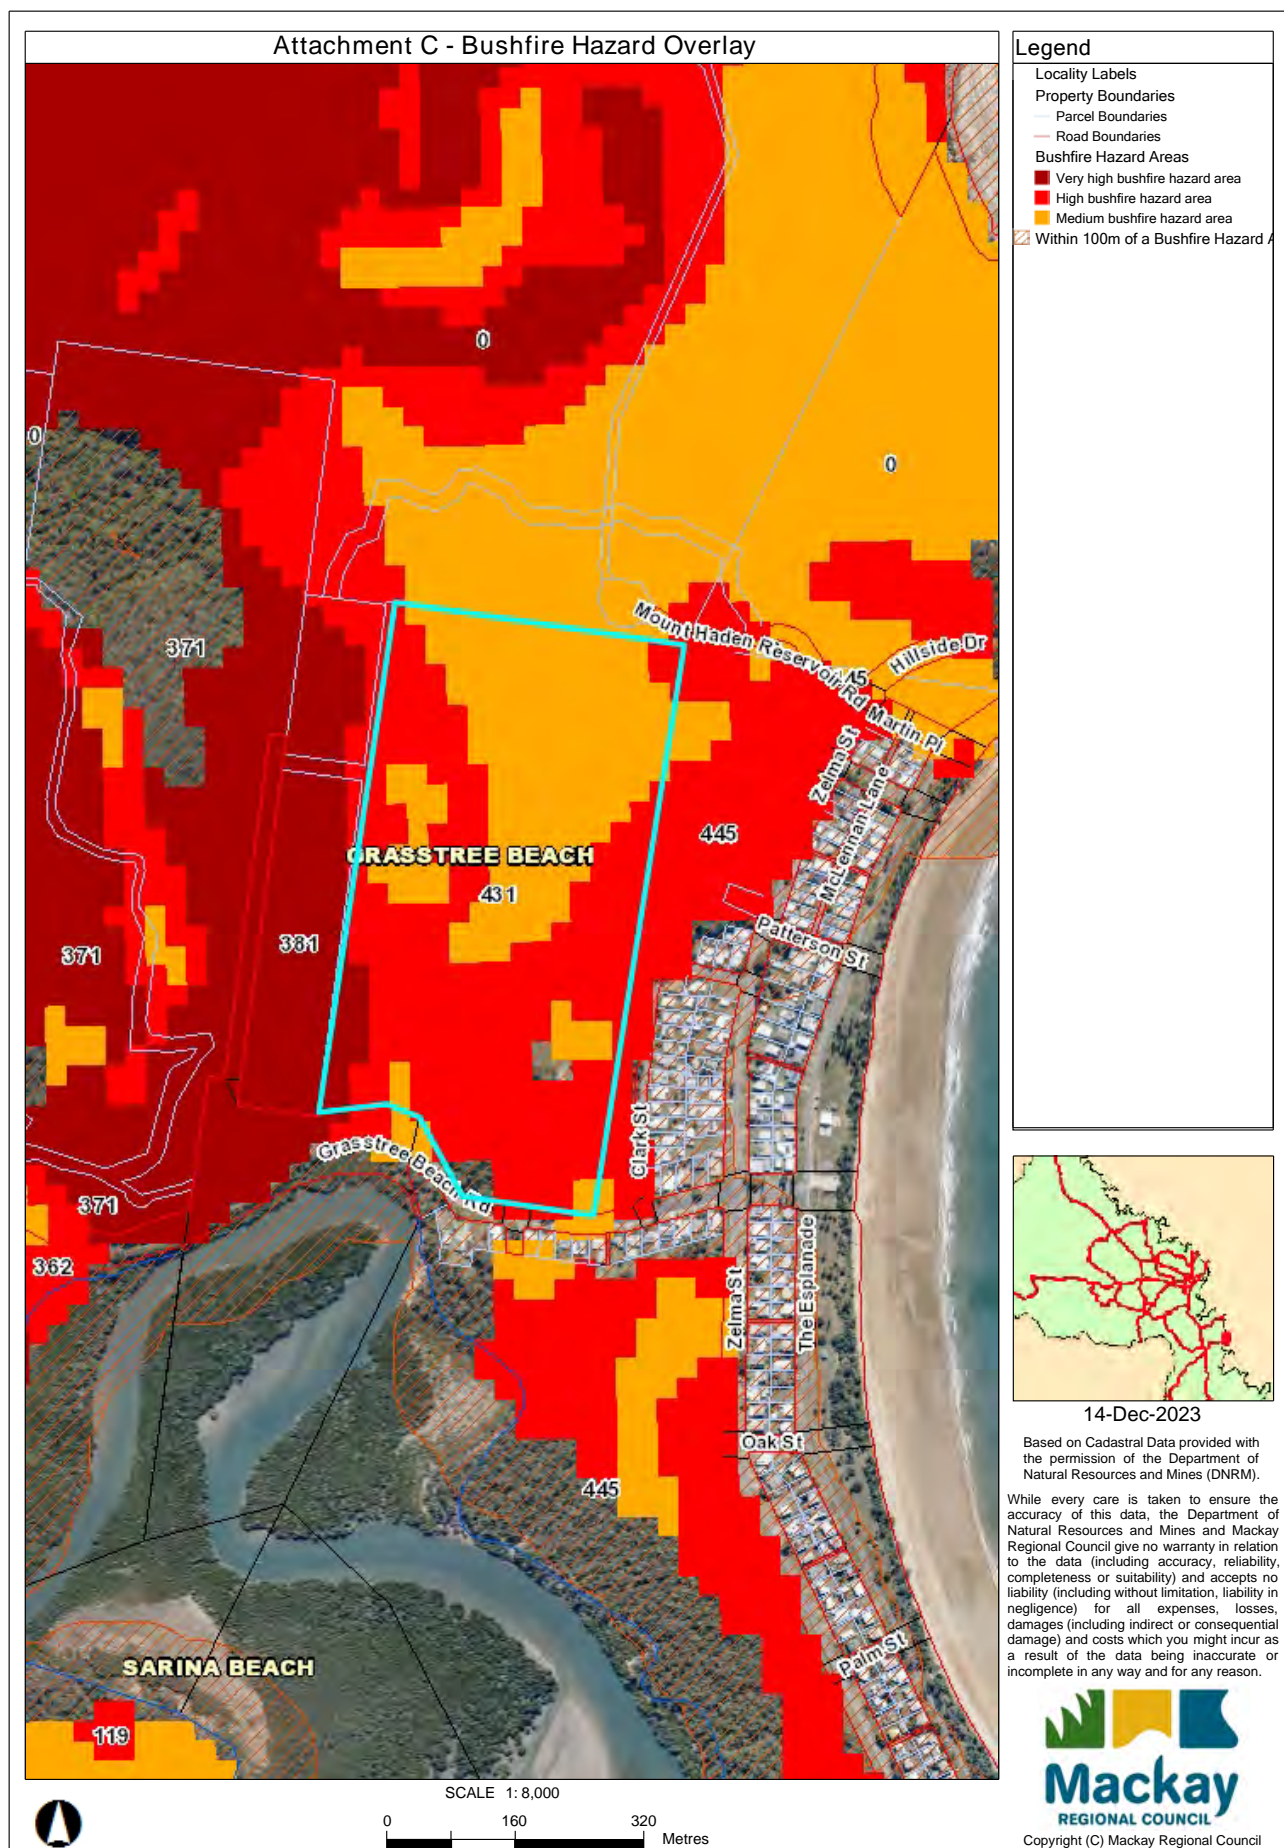 Attachment C - Bushfire Hazard Overlay
Legend
Locality Labels
Property Boundaries
Parcel Boundaries
Road Boundaries
Bushfire Hazard Areas
Very high bushfire hazard area
High bushfire hazard area
Medium bushfire hazard area
Within 100m of a Bushfire Hazard
0
0
0
Mount Haden Reservoir Rd
Hillside Dr
371
Martin Pl
Zelma St
McLennan Lane
445
GRASSTREE BEACH
431
Patterson St
381
371
Clark St
Grasstree Beach Rd
371
362
Zelma St
The Esplanade
Oak St
445
Palm St
SARINA BEACH
119
14-Dec-2023
Based on Cadastral Data provided with
the permission of the Department of
Natural Resources and Mines (DNRM).
While every care is taken to ensure the
accuracy of this data, the Department of
Natural Resources and Mines and Mackay
Regional Council give no warranty in relation
to the data (including accuracy, reliability,
completeness or suitability) and accepts no
liability (including without limitation, liability in
negligence) for all expenses, losses,
damages (including indirect or consequential
damage) and costs which you might incur as
a result of the data being inaccurate or
incomplete in any way and for any reason.
Mackay
REGIONAL COUNCIL
Copyright (C) Mackay Regional Council
SCALE 1: 8,000
0 160 320
Metres